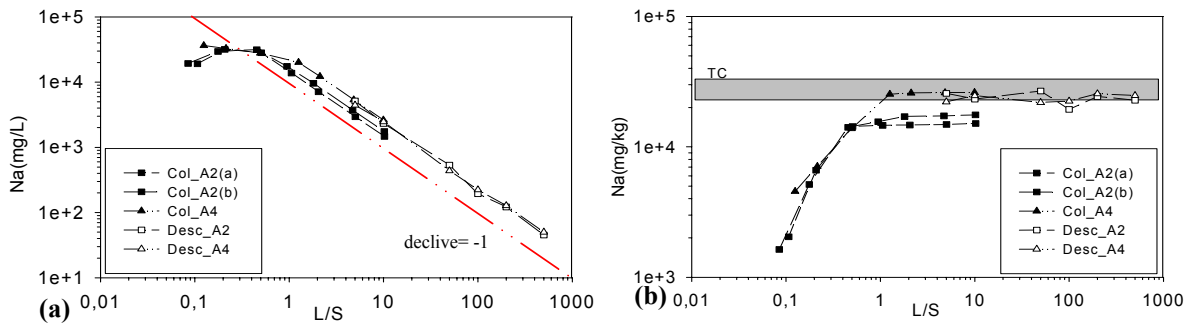 1e+5
1e+4
1e+3
1e+2
1e+1
Na(mg/L)
Col_A2(a)
Col_A2(b)
Col_A4
Desc_A2
Desc_A4
declive= -1
0,01 0,1 1 10 100 1000
L/S
(a)
1e+5
1e+4
1e+3
Na(mg/kg)
TC
Col_A2(a)
Col_A2(b)
Col_A4
Desc_A2
Desc_A4
0,01 0,1 1 10 100 1000
L/S
(b)